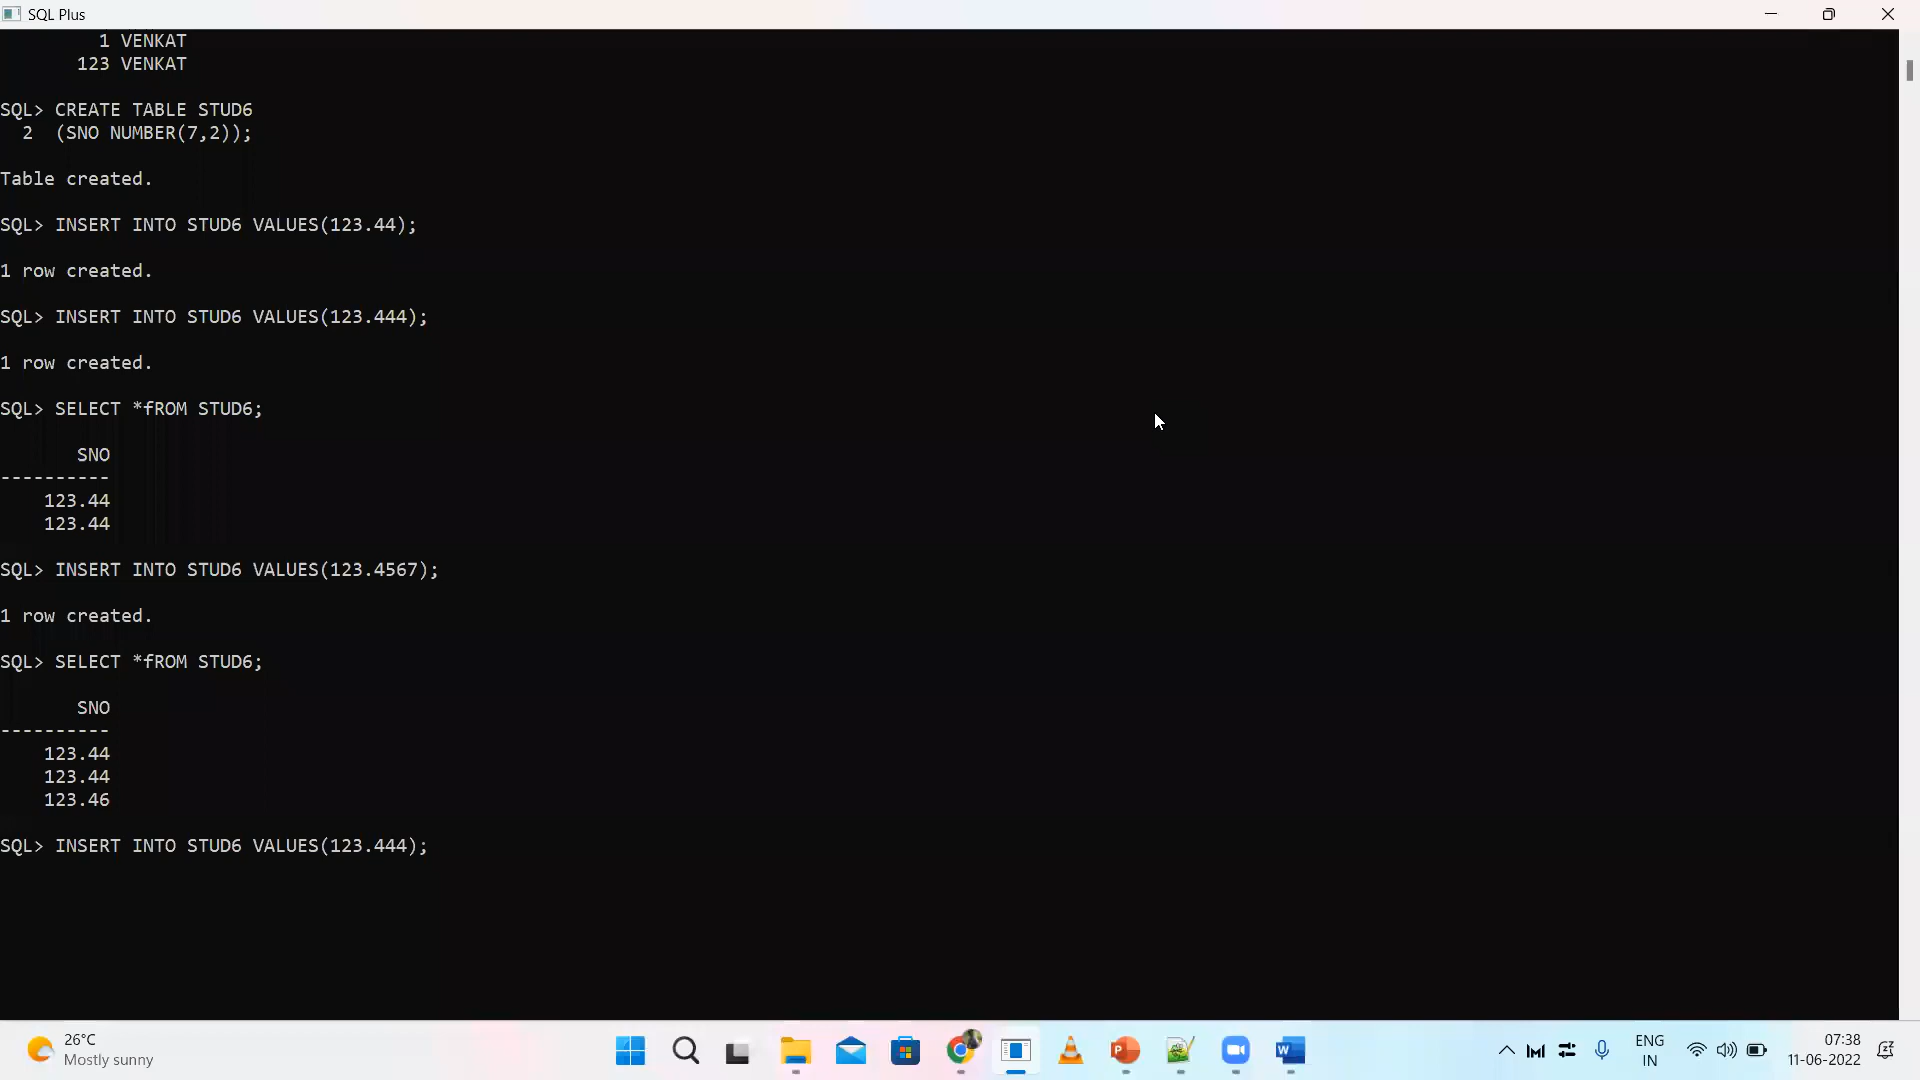 SQL Plus
1 VENKAT
123 VENKAT
SQL> CREATE TABLE STUD6
2 (SNO NUMBER(7,2));
Table created.
SQL> INSERT INTO STUD6 VALUES(123.44);
1 row created.
SQL> INSERT INTO STUD6 VALUES(123.444);
1 row created.
SQL> SELECT *fROM STUD6;
SNO
----------
123.44
123.44
SQL> INSERT INTO STUD6 VALUES(123.4567);
1 row created.
SQL> SELECT *fROM STUD6;
SNO
----------
123.44
123.44
123.46
SQL> INSERT INTO STUD6 VALUES(123.444);
26°C
Mostly sunny
ENG
IN
07:38
11-06-2022